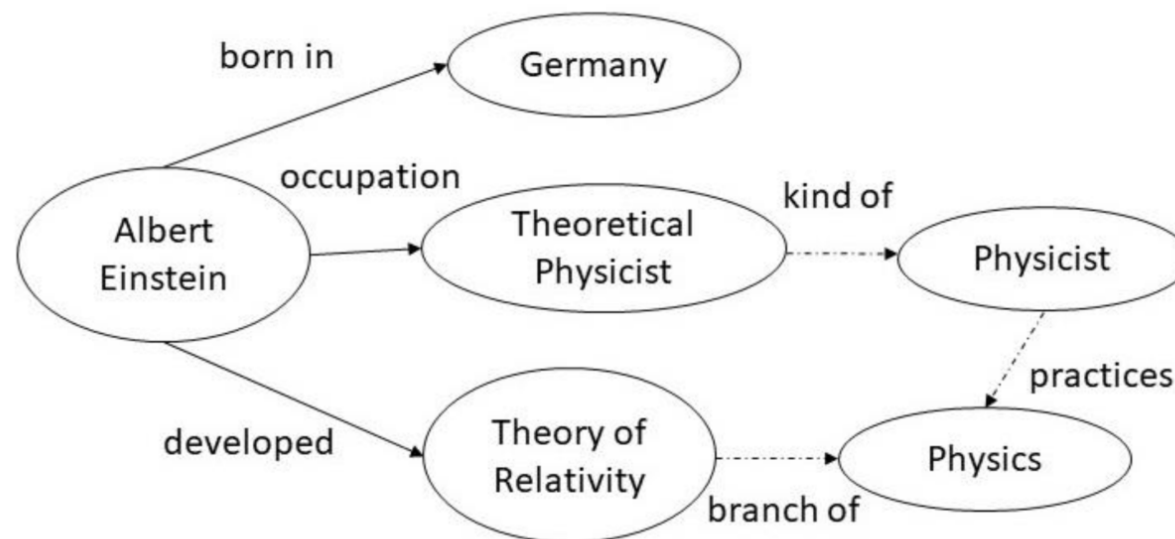 born in
Germany
occupation
kind of
Albert
Einstein
Theoretical
Physicist
Physicist
practices
developed
Theory of
Relativity
Physics
branch of